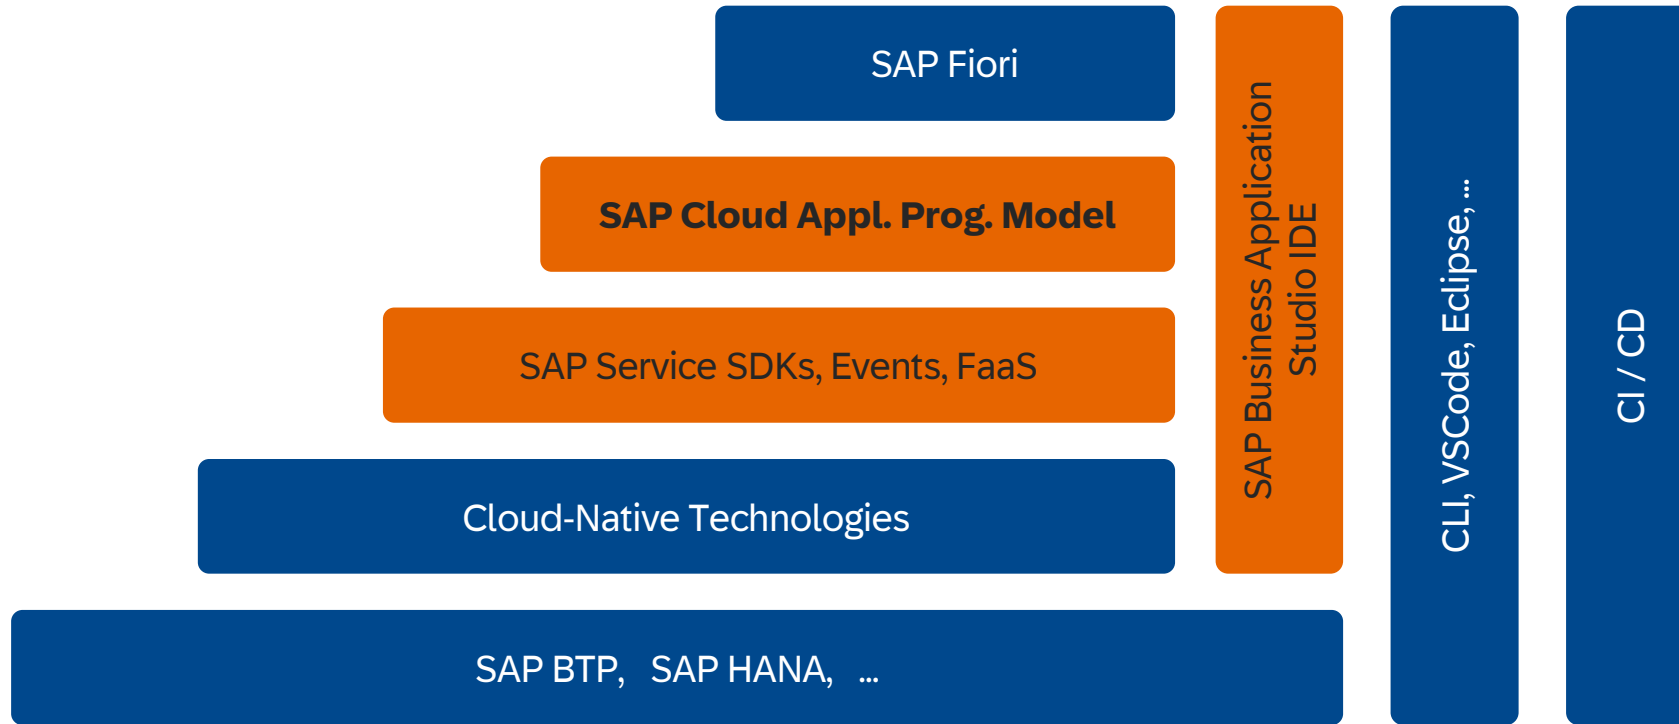 SAP Fiori
SAP Cloud Appl. Prog. Model
SAP Service SDKs, Events, FaaS
Cloud-Native Technologies
SAP BTP,   SAP HANA,   ...
SAP Business Application
Studio IDE
CLI, VSCode, Eclipse, ...
CI / CD